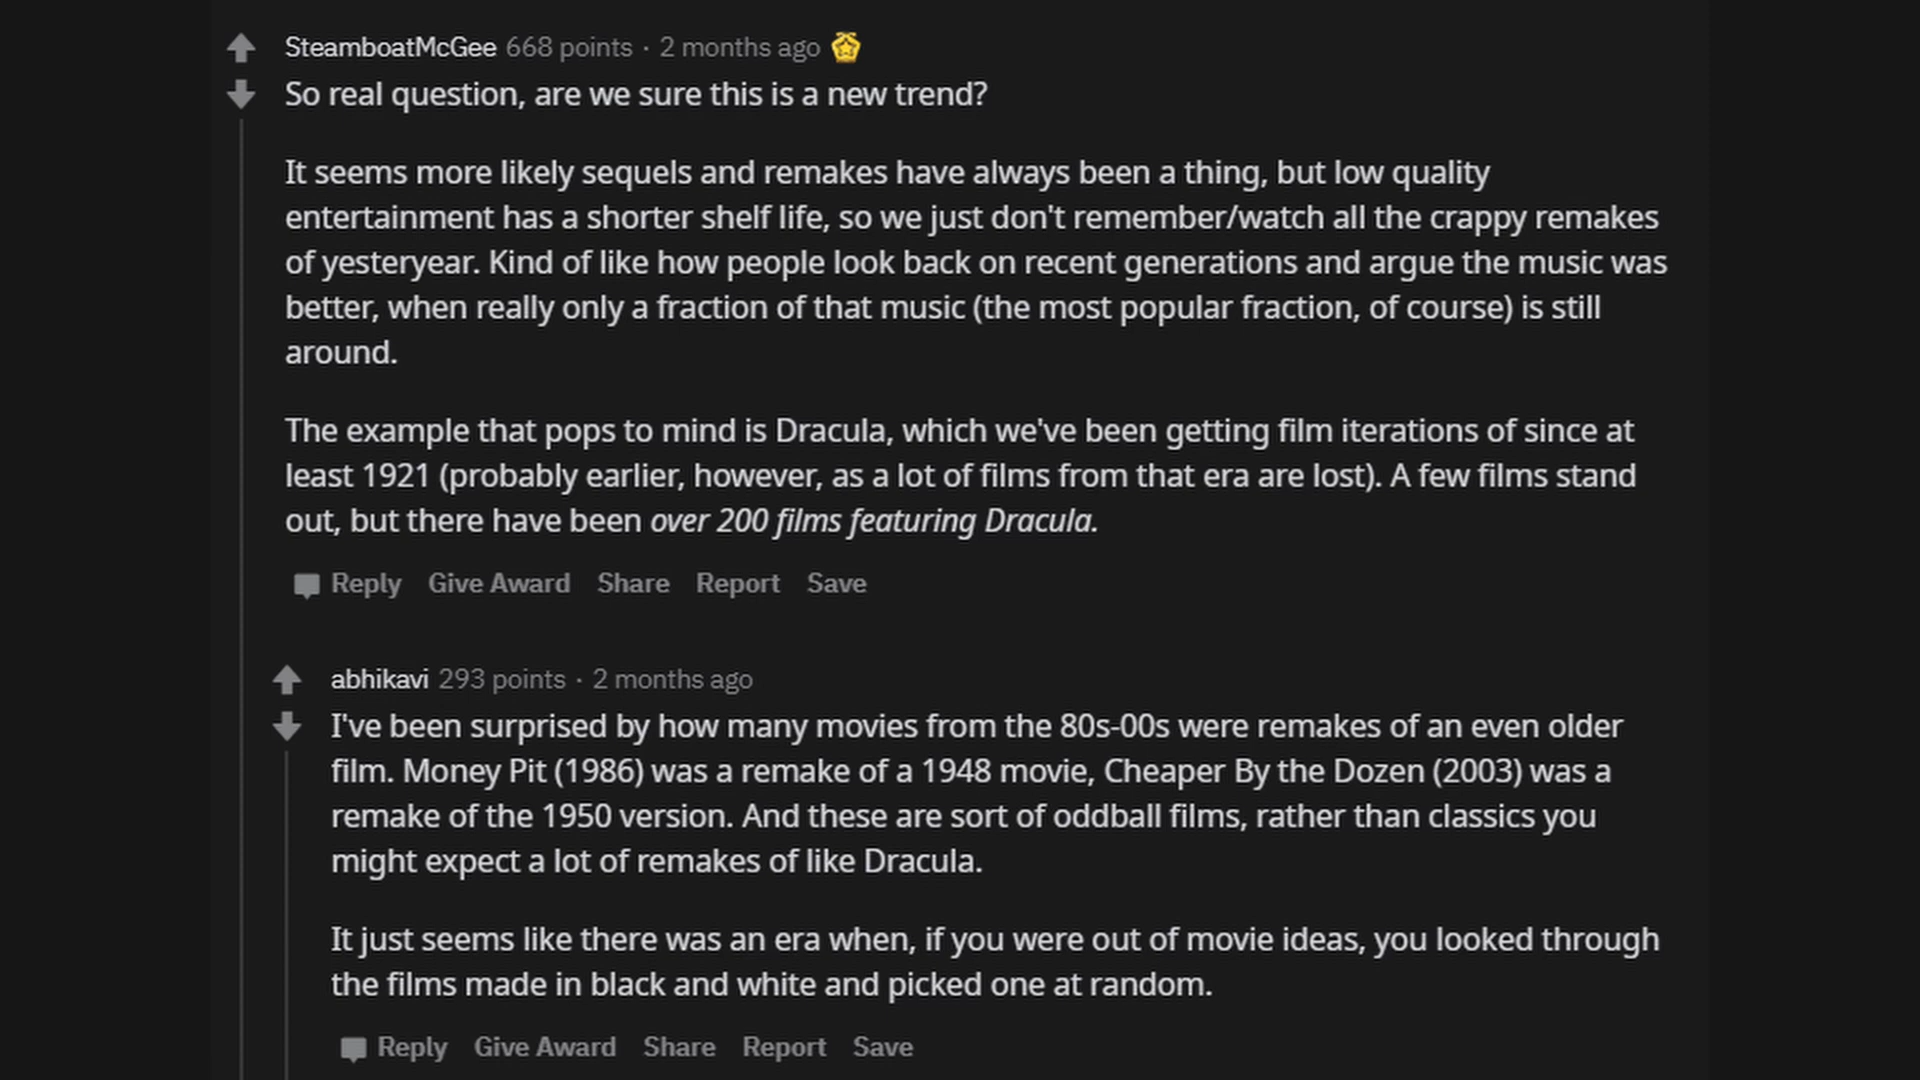 SteamboatMcGee 668 points · 2 months ago
So real question, are we sure this is a new trend?
It seems more likely sequels and remakes have always been a thing, but low quality
entertainment has a shorter shelf life, so we just don't remember/watch all the crappy remakes
of yesteryear. Kind of like how people look back on recent generations and argue the music was
better, when really only a fraction of that music (the most popular fraction, of course) is still
around.
The example that pops to mind is Dracula, which we've been getting film iterations of since at
least 1921 (probably earlier, however, as a lot of films from that era are lost). A few films stand
out, but there have been over 200 films featuring Dracula.
Reply Give Award Share Report Save
abhikavi 293 points · 2 months ago
I've been surprised by how many movies from the 80s-00s were remakes of an even older
film. Money Pit (1986) was a remake of a 1948 movie, Cheaper By the Dozen (2003) was a
remake of the 1950 version. And these are sort of oddball films, rather than classics you
might expect a lot of remakes of like Dracula.
It just seems like there was an era when, if you were out of movie ideas, you looked through
the films made in black and white and picked one at random.
Reply Give Award Share Report Save